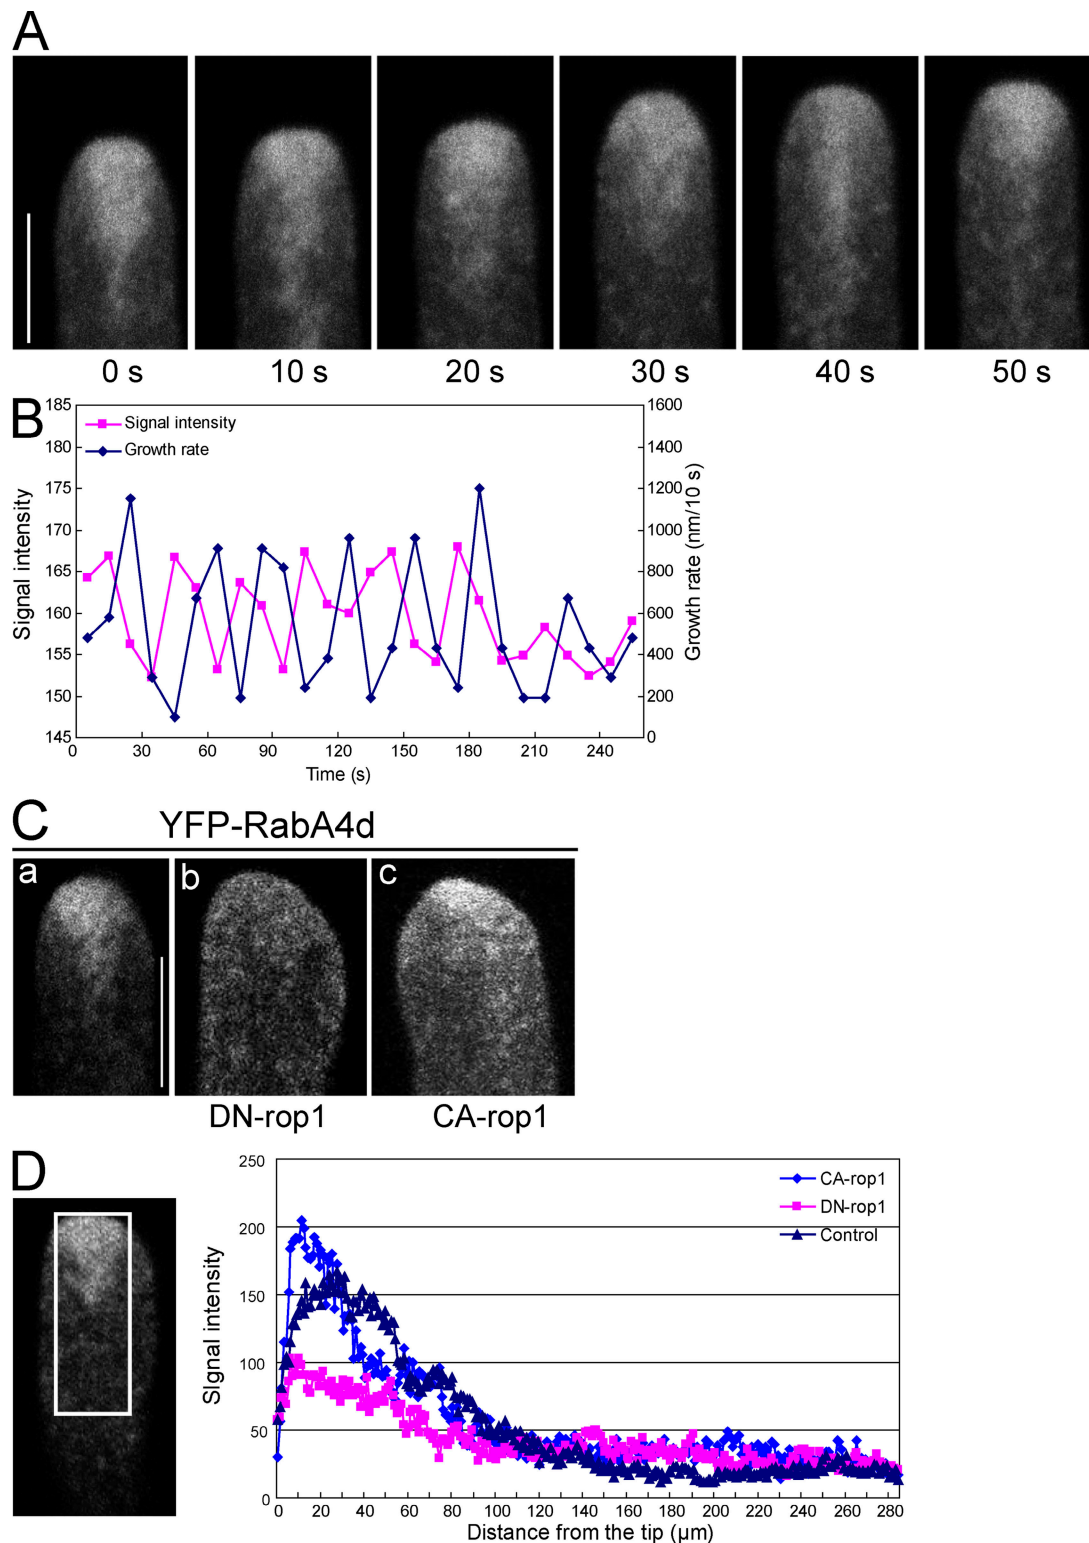 A
0 s 10 s 20 s 30 s 40 s 50 s
B
185
180
175
170
165
160
155
150
145
Signal intensity
Signal intensity
Growth rate
1600
1400
1200
1000
800
600
400
200
0
Growth rate (nm/10 s)
0 30 60 90 120 150 180 210 240
Time (s)
C
YFP-RabA4d
a b c
DN-rop1 CA-rop1
D
250
200
150
100
50
0
SIgnal intensity
CA-rop1
DN-rop1
Control
0 20 40 60 80 100 120 140 160 180 200 220 240 260 280
Distance from the tip (µm)